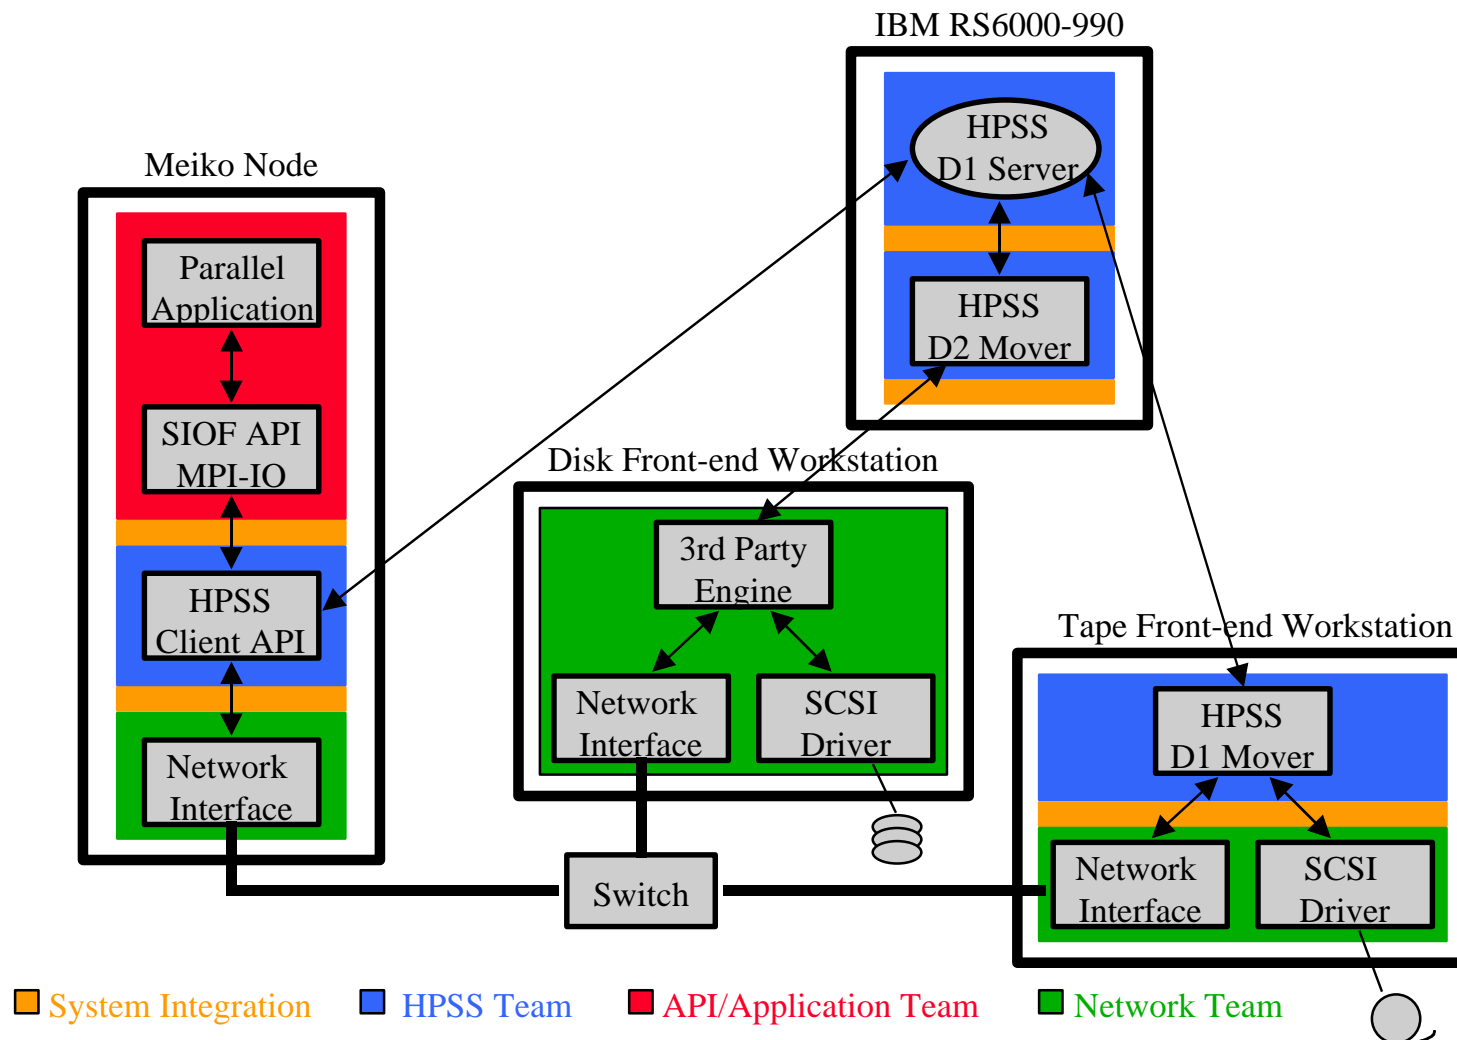 IBM RS6000-990
HPSS
D1 Server
HPSS
D2 Mover
Meiko Node
Parallel
Application
SIOF API
MPI-IO
HPSS
Client API
Network
Interface
Disk Front-end Workstation
3rd Party
Engine
Network
Interface
SCSI
Driver
Switch
Tape Front-end Workstation
HPSS
D1 Mover
Network
Interface
SCSI
Driver
System Integration
HPSS Team
API/Application Team
Network Team